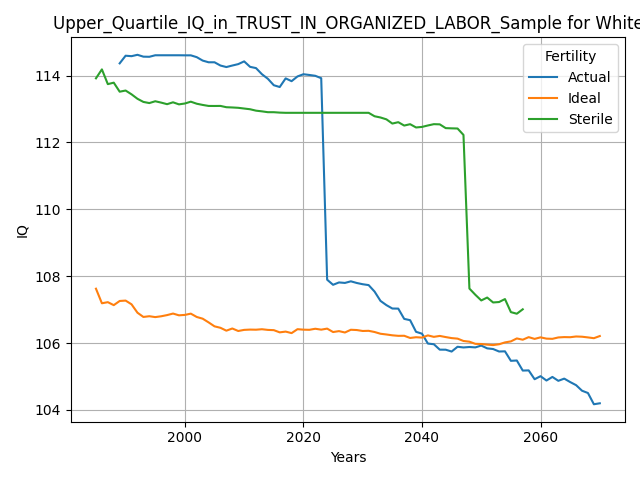 Upper_Quartile_IQ_in_TRUST_IN_ORGANIZED_LABOR_Sample for White
Fertility
Actual
Ideal
Sterile
114
112
110
108
106
104
IQ
2000
2020
2040
2060
Years